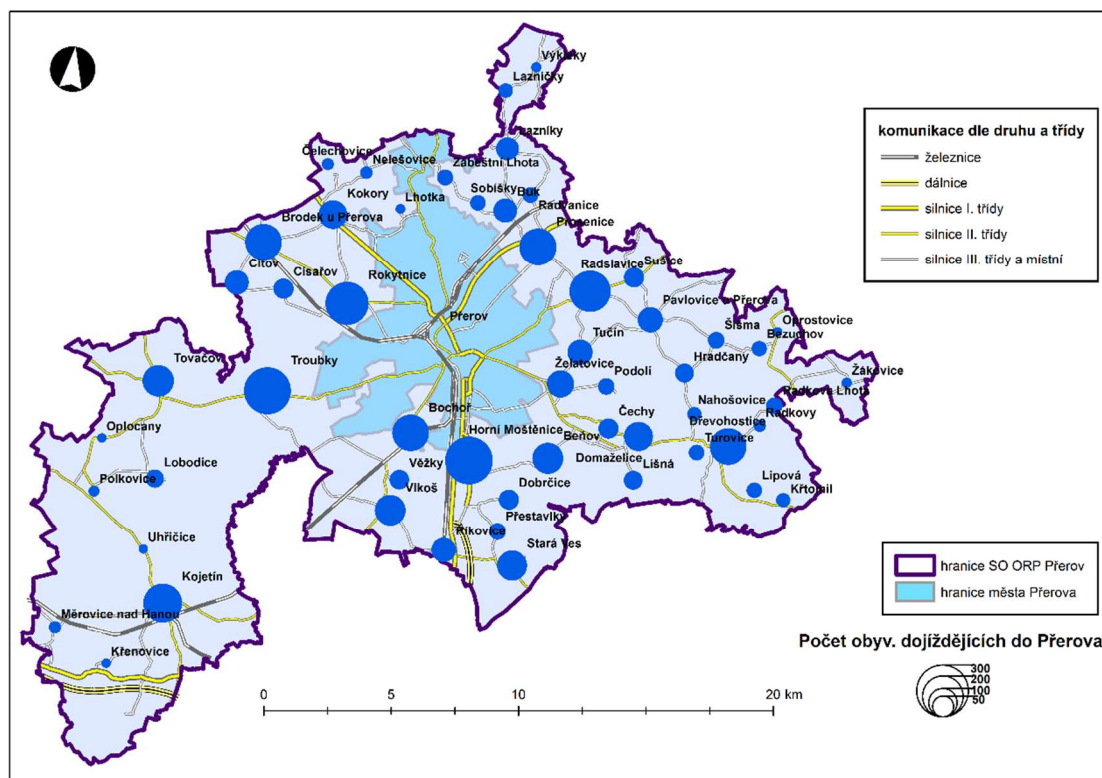 Výkleky
Lazničky
Lazníky
Čelechovice
Nelešovice
Zábeštní Lhota
Kokory
Lhotka
Sobíšky
Buk
Radvanice
Brodek u Přerova
Prosenice
Citov
Císařov
Rokytnice
Radslavice
Sušice
Pavlovice u Přerova
Přerov
Tučín
Šišma
Oprostovice
Bezuchov
Tovačov
Troubky
Želatovice
Podolí
Hradčany
Žákovice
Radkova Lhota
Nahošovice
Radkovy
Bochoř
Čechy
Dřevohostice
Oplocany
Horní Moštěnice
Beňov
Turovice
Domaželice
Líšná
Lobodice
Věžky
Polkovice
Vlkoš
Dobrčice
Lipová
Křtomil
Přestavlky
Říkovice
Stará Ves
Uhřičice
Kojetín
Měrovice nad Hanou
Křenovice
komunikace dle druhu a třídy
železnice
dálnice
silnice I. třídy
silnice II. třídy
silnice III. třídy a místní
hranice SO ORP Přerov
hranice města Přerova
Počet obyv. dojíždějících do Přerova
300
200
100
50
0 5 10 20 km